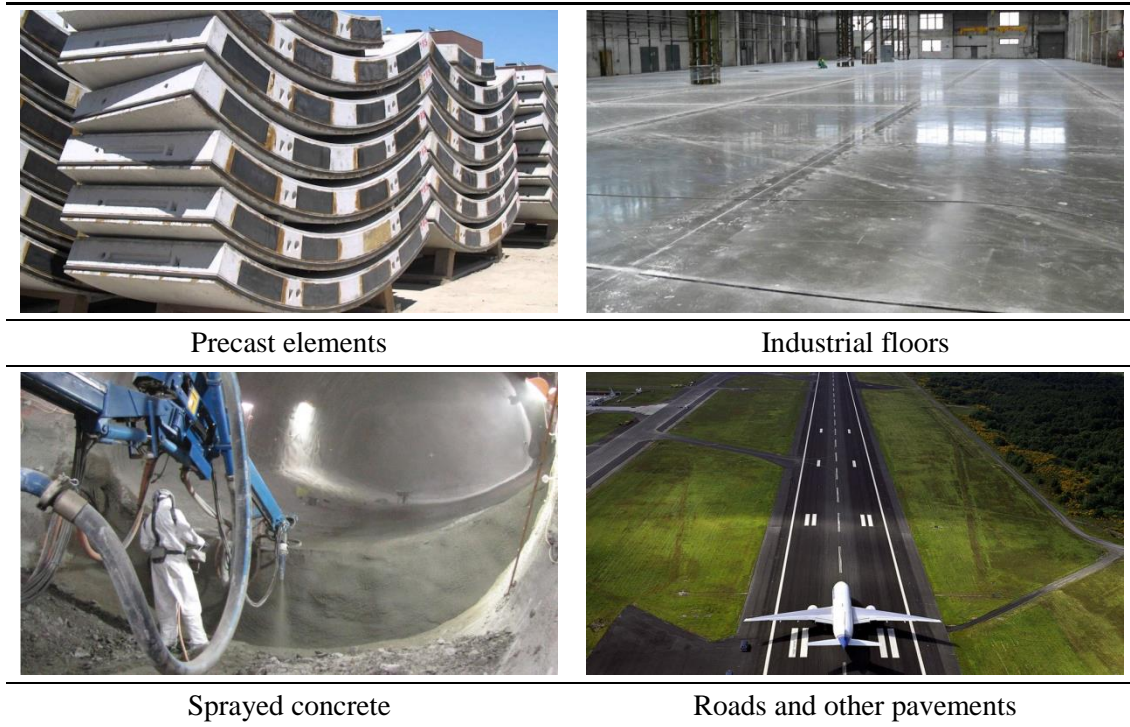 Precast elements
Industrial floors
Sprayed concrete
Roads and other pavements